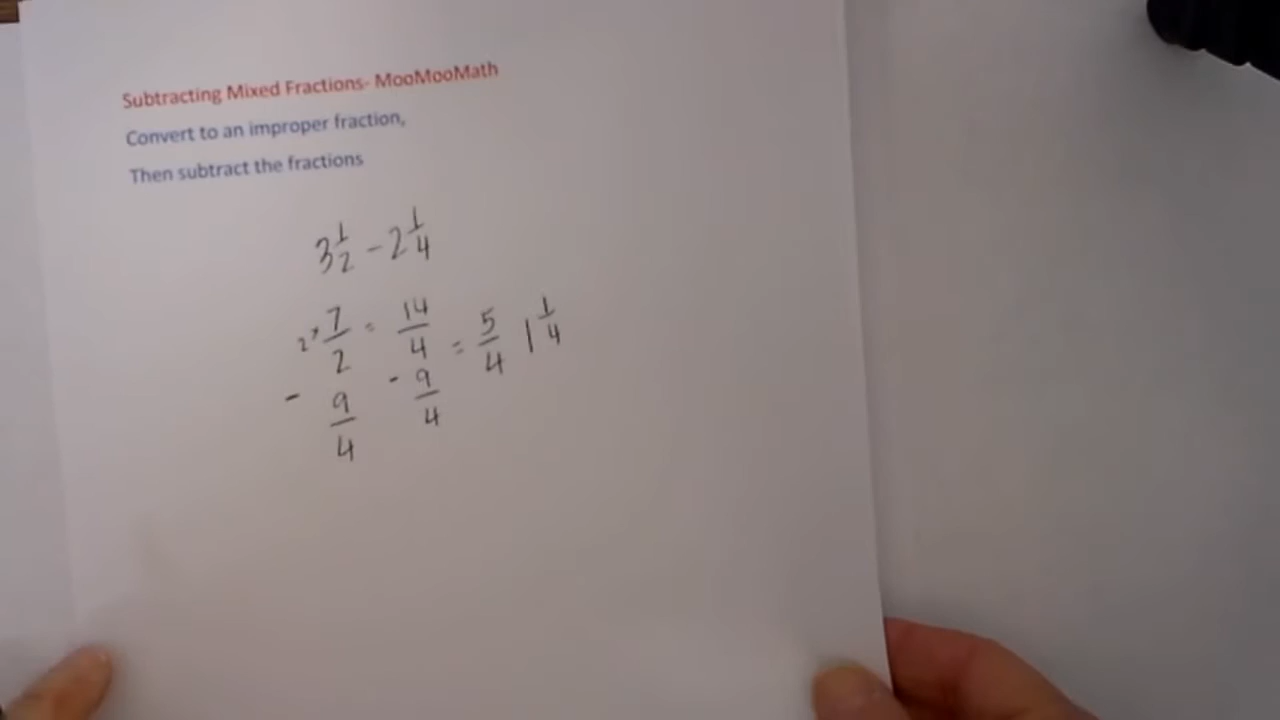 Subtracting Mixed Fractions- MooMooMath
Convert to an improper fraction,
Then subtract the fractions
3 1/2 - 2 1/4
2× 7/2 = 14/4
- 9/4 - 9/4 = 5/4 1 1/4